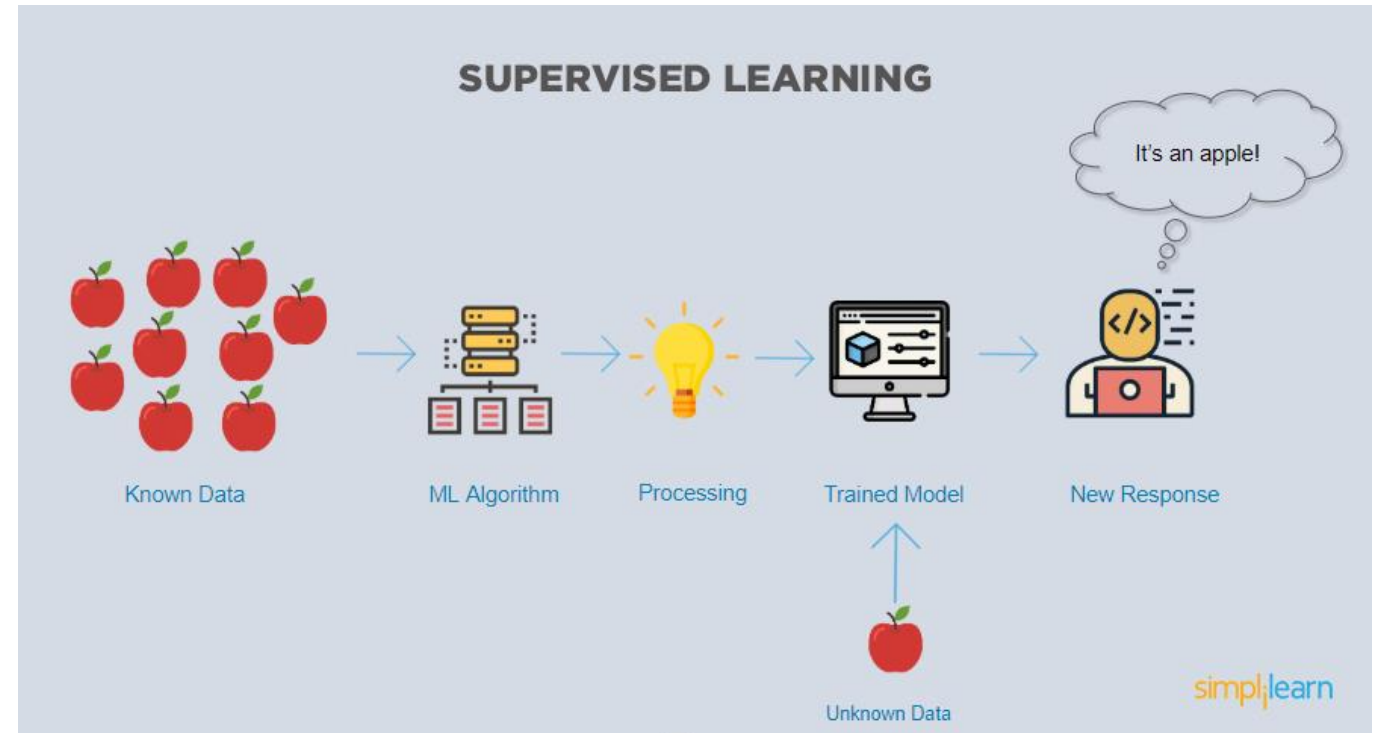 SUPERVISED LEARNING
It's an apple!
Known Data
ML Algorithm
Processing
Trained Model
New Response
Unknown Data
simplilearn